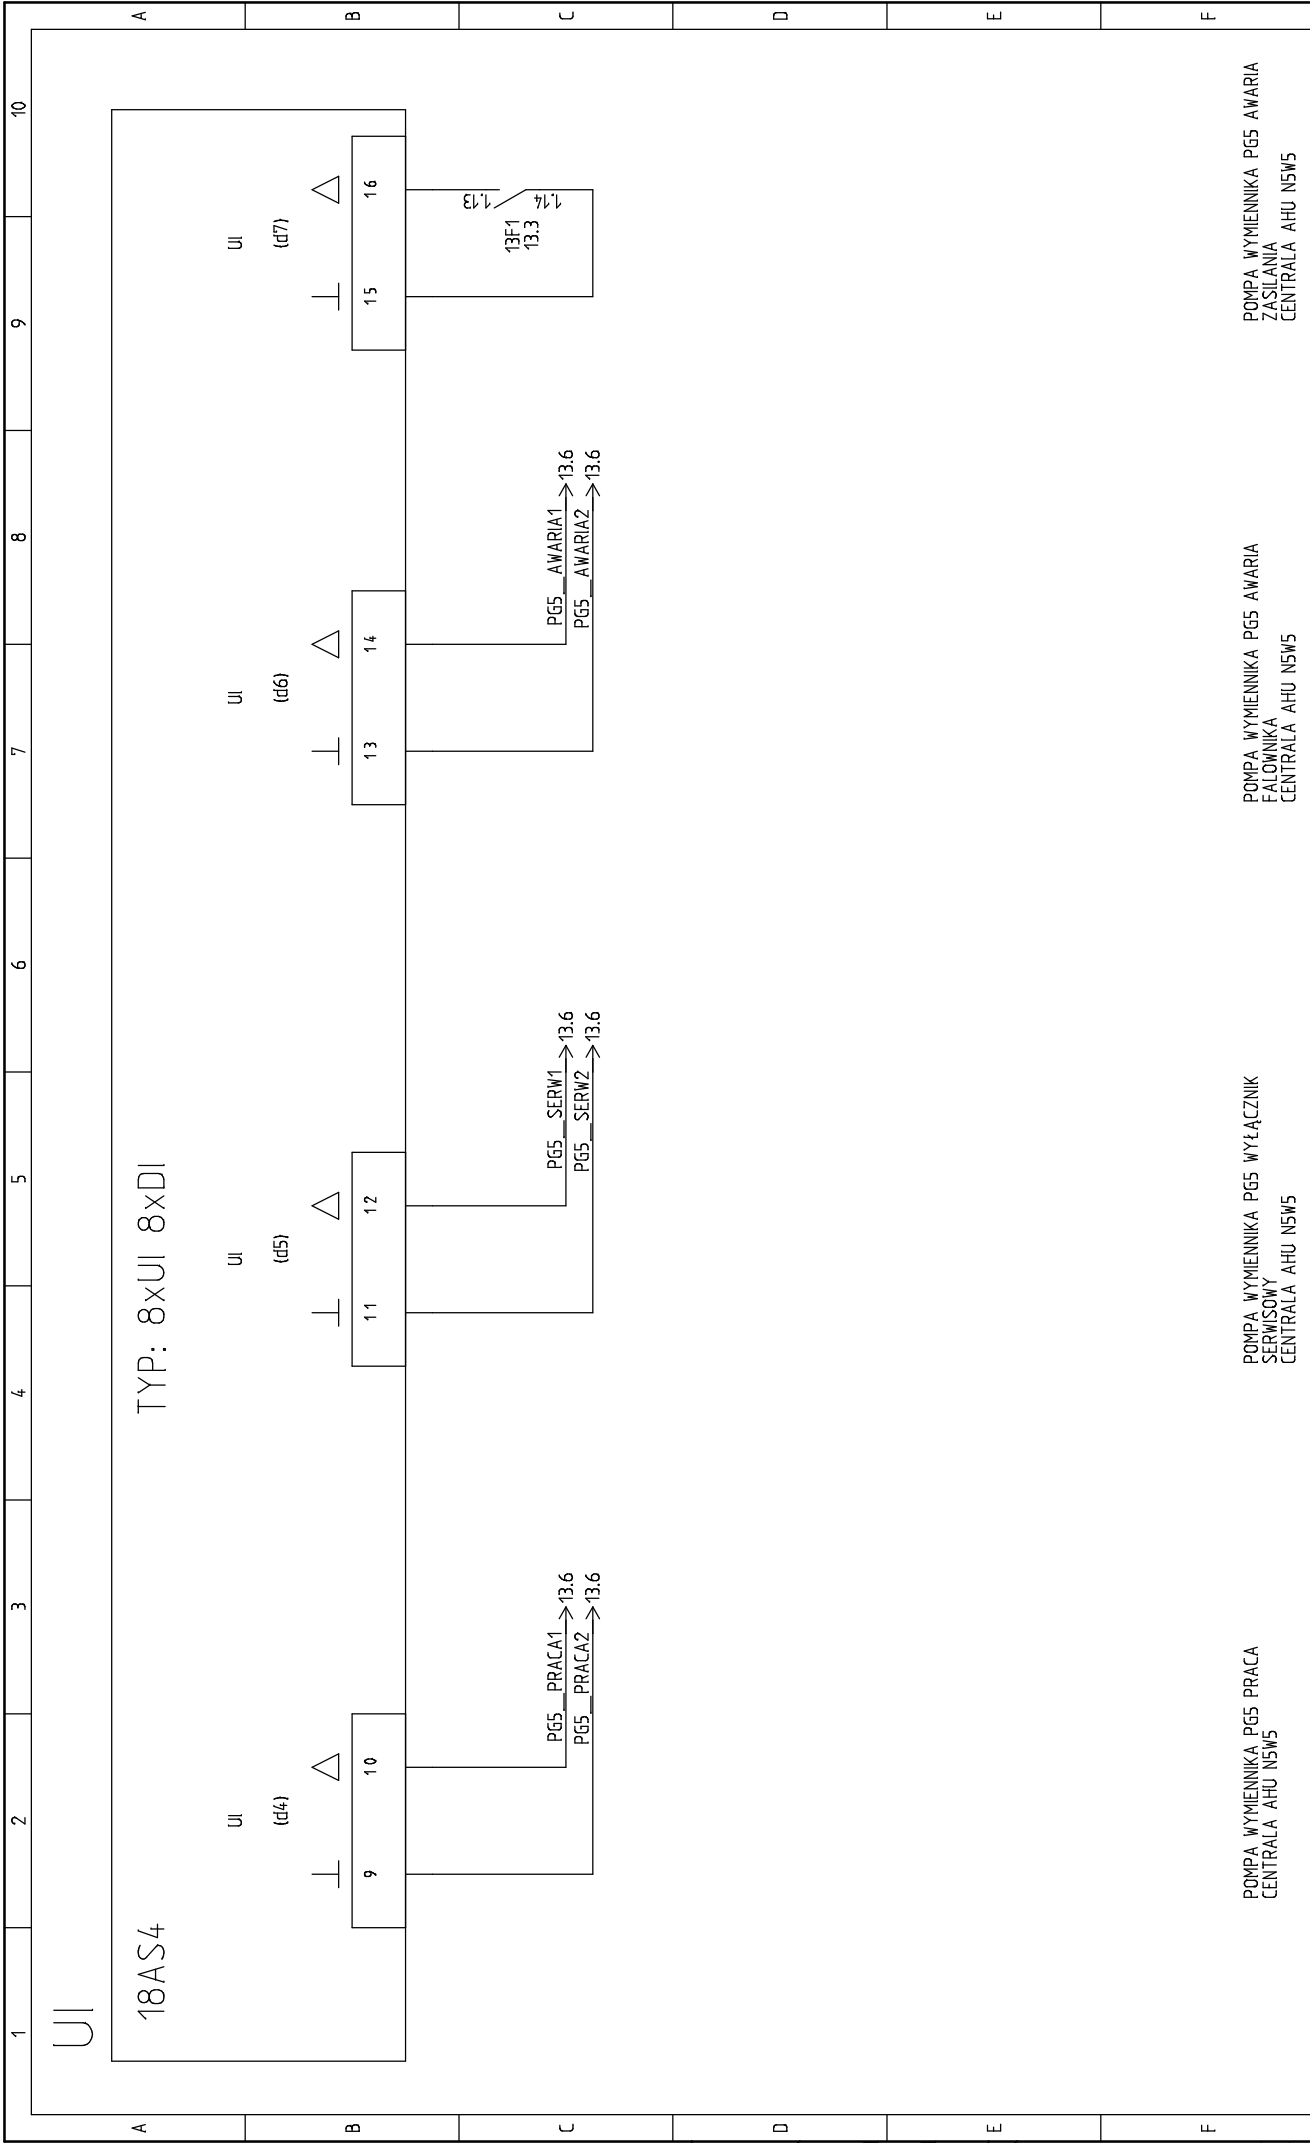 1 2 3 4 5 6 7 8 9 10
A A
B B
C C
D D
E E
F F
UI
18AS4
TYP: 8xUI 8xDI
UI UI UI UI
(d4) (d5) (d6) (d7)
9 10 11 12 13 14 15 16
PG5_PRACA1 13.6
PG5_PRACA2 13.6
PG5_SERW1 13.6
PG5_SERW2 13.6
PG5_AWARIA1 13.6
PG5_AWARIA2 13.6
1.13
13F1
13.3
1.14
POMPA WYMIENNIKA PG5 PRACA
CENTRALA AHU N5W5
POMPA WYMIENNIKA PG5 WYŁĄCZNIK
SERWISOWY
CENTRALA AHU N5W5
POMPA WYMIENNIKA PG5 AWARIA
FALOWNIKA
CENTRALA AHU N5W5
POMPA WYMIENNIKA PG5 AWARIA
ZASILANIA
CENTRALA AHU N5W5